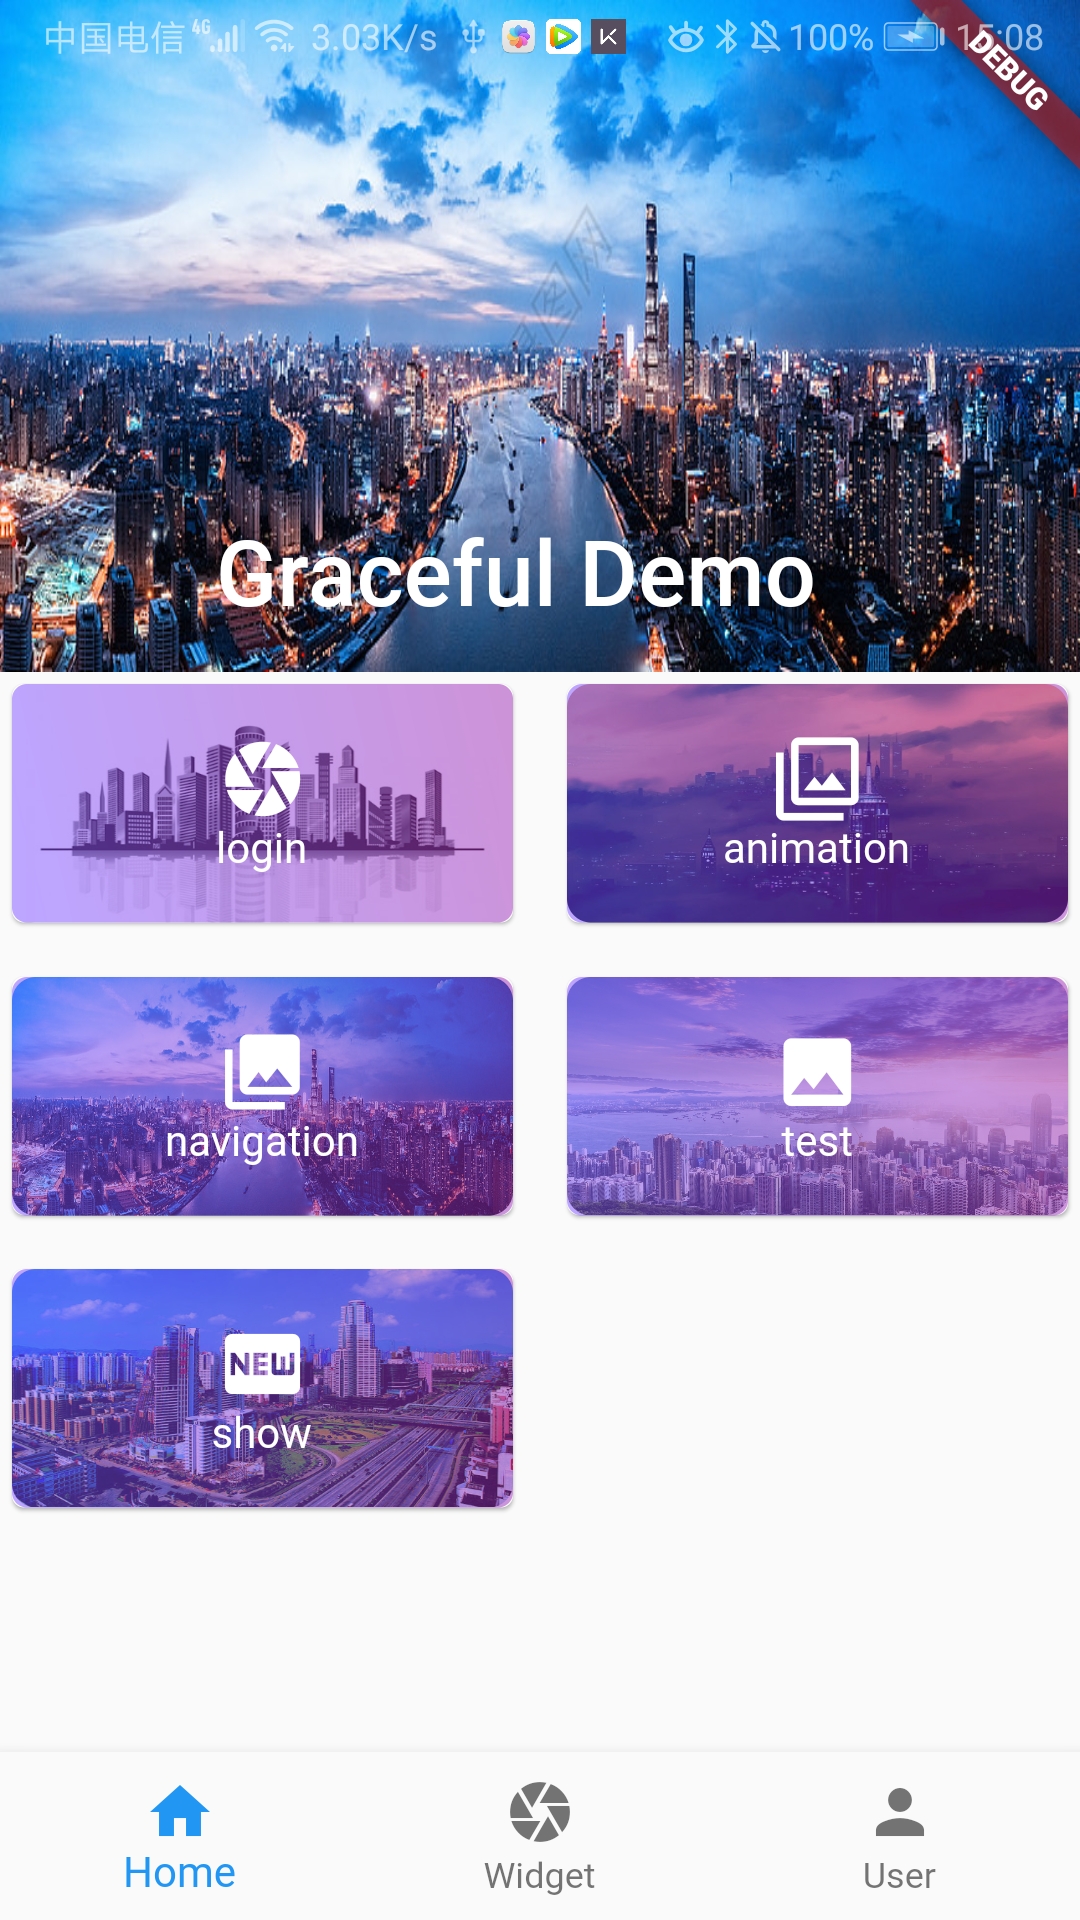 中国电信 4G 3.03K/s 100% 15:08
DEBUG
Graceful Demo
login
animation
navigation
test
NEW
show
Home
Widget
User